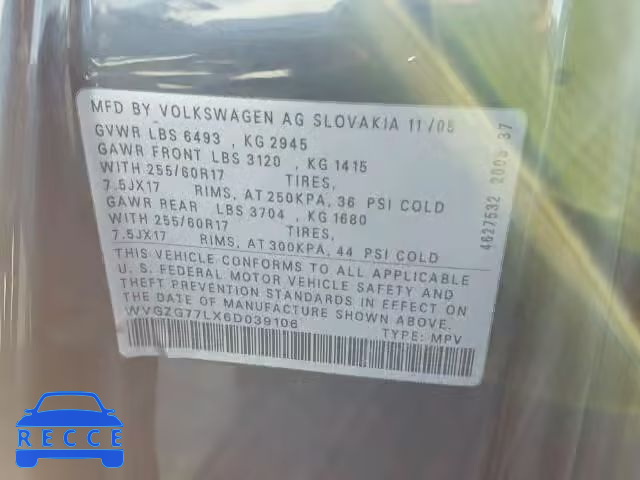 MFD BY VOLKSWAGEN AG SLOVAKIA 11/05
GVWR LBS 6493 , KG 2945
GAWR FRONT LBS 3120 , KG 1415
WITH 255/60R17 TIRES,
7.5JX17 RIMS, AT 250KPA, 36 PSI COLD
GAWR REAR LBS 3704 , KG 1680
WITH 255/60R17 TIRES,
7.5JX17 RIMS, AT 300KPA, 44 PSI COLD
THIS VEHICLE CONFORMS TO ALL APPLICABLE
U. S. FEDERAL MOTOR VEHICLE SAFETY AND
THEFT PREVENTION STANDARDS IN EFFECT ON
THE DATE OF MANUFACTURE SHOWN ABOVE.
WVGZG77LX6D039106 TYPE: MPV
4627532 2005 37
RECCE